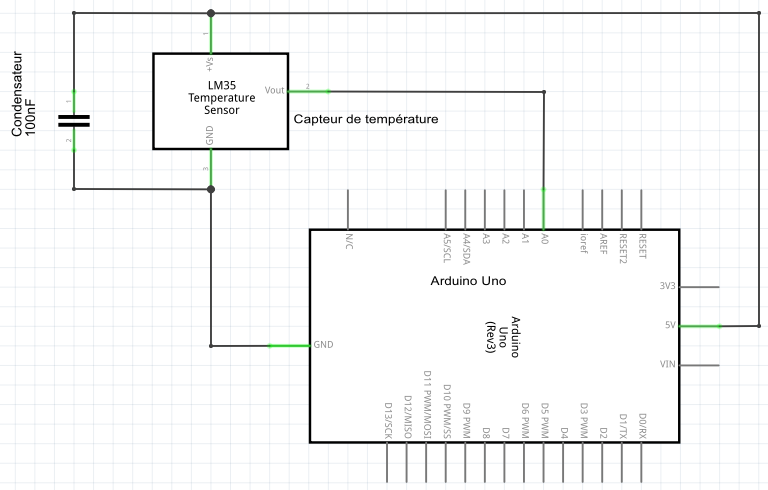 Condensateur
100nF
1
2
1
+Vs
LM35
Temperature
Sensor
Vout
2
GND
3
Capteur de température
N/C
A5/SCL
A4/SDA
A3
A2
A1
A0
ioref
AREF
RESET2
RESET
Arduino Uno
Arduino
Uno
(Rev3)
3V3
5V
VIN
GND
D13/SCK
D12/MISO
D11 PWM/MOSI
D10 PWM/SS
D9 PWM
D8
D7
D6 PWM
D5 PWM
D4
D3 PWM
D2
D1/TX
D0/RX